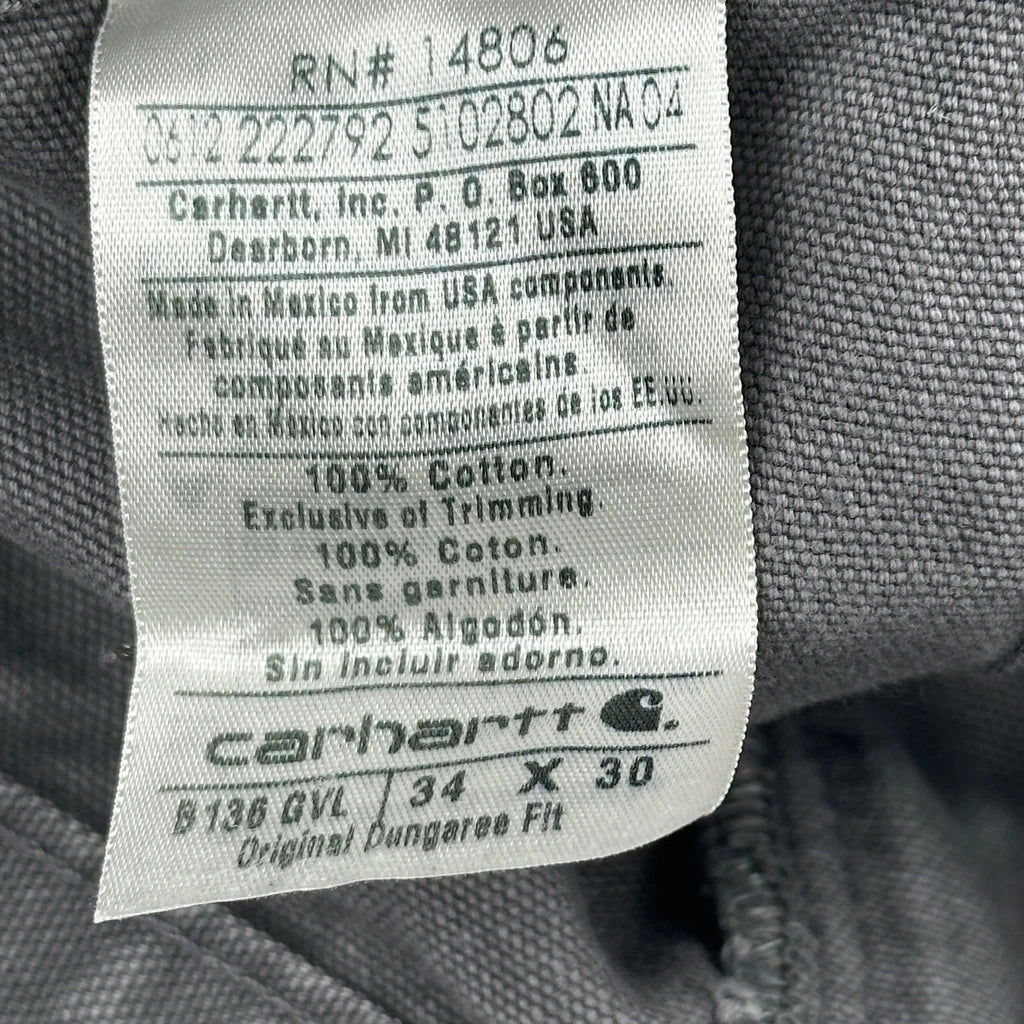 RN# 14806
0612 222792 5102802 NA 04
Carhartt, Inc. P. O. Box 600
Dearborn, MI 48121 USA
Made in Mexico from USA components
Fabriqué au Mexique à partir de
composants américains
Hecho en México con componentes de los EE.UU.
100% Cotton.
Exclusive of Trimming.
100% Coton.
Sans garniture.
100% Algodón.
Sin incluir adorno.
carhartt
B136 GVL / 34 X 30
Original Dungaree Fit